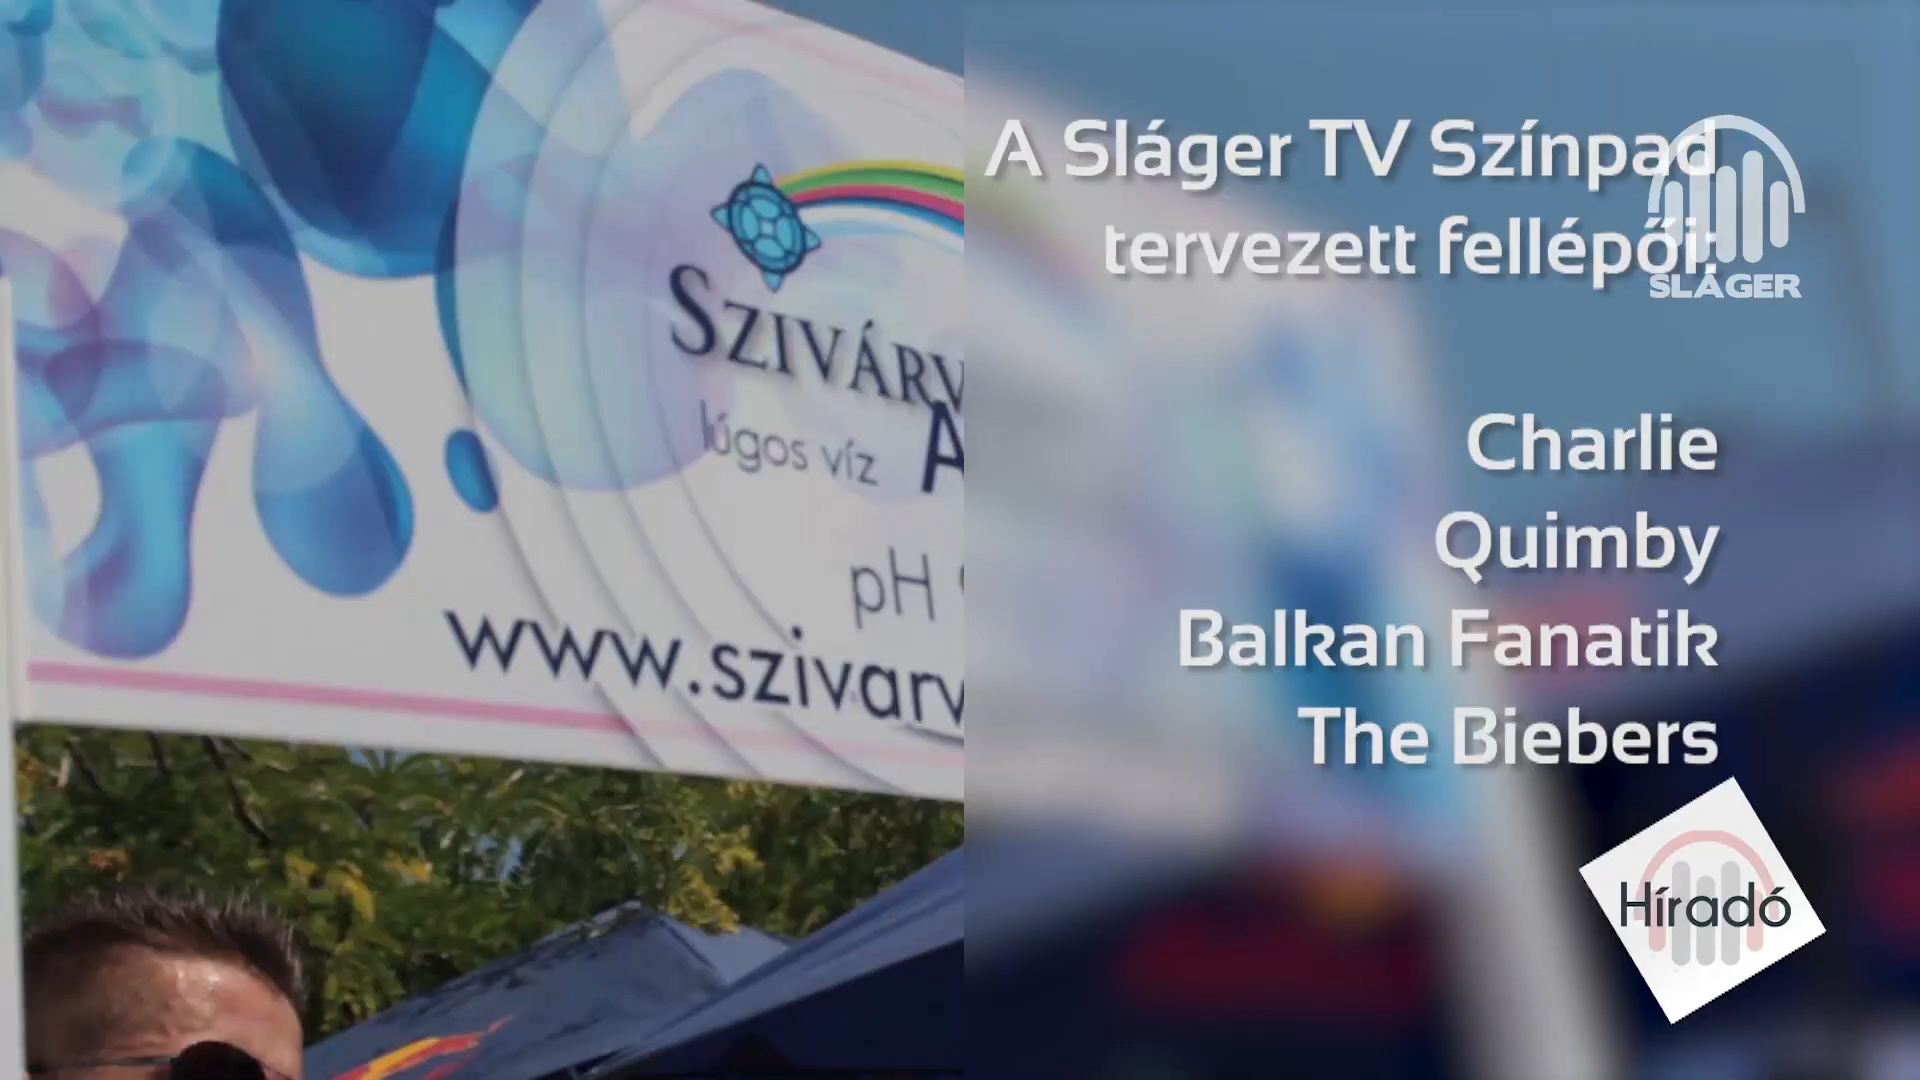 SZIVÁRV
lúgos víz A
pH
www.szivarv
A Sláger TV Színpad
tervezett fellépői:
SLÁGER
Charlie
Quimby
Balkan Fanatik
The Biebers
Híradó